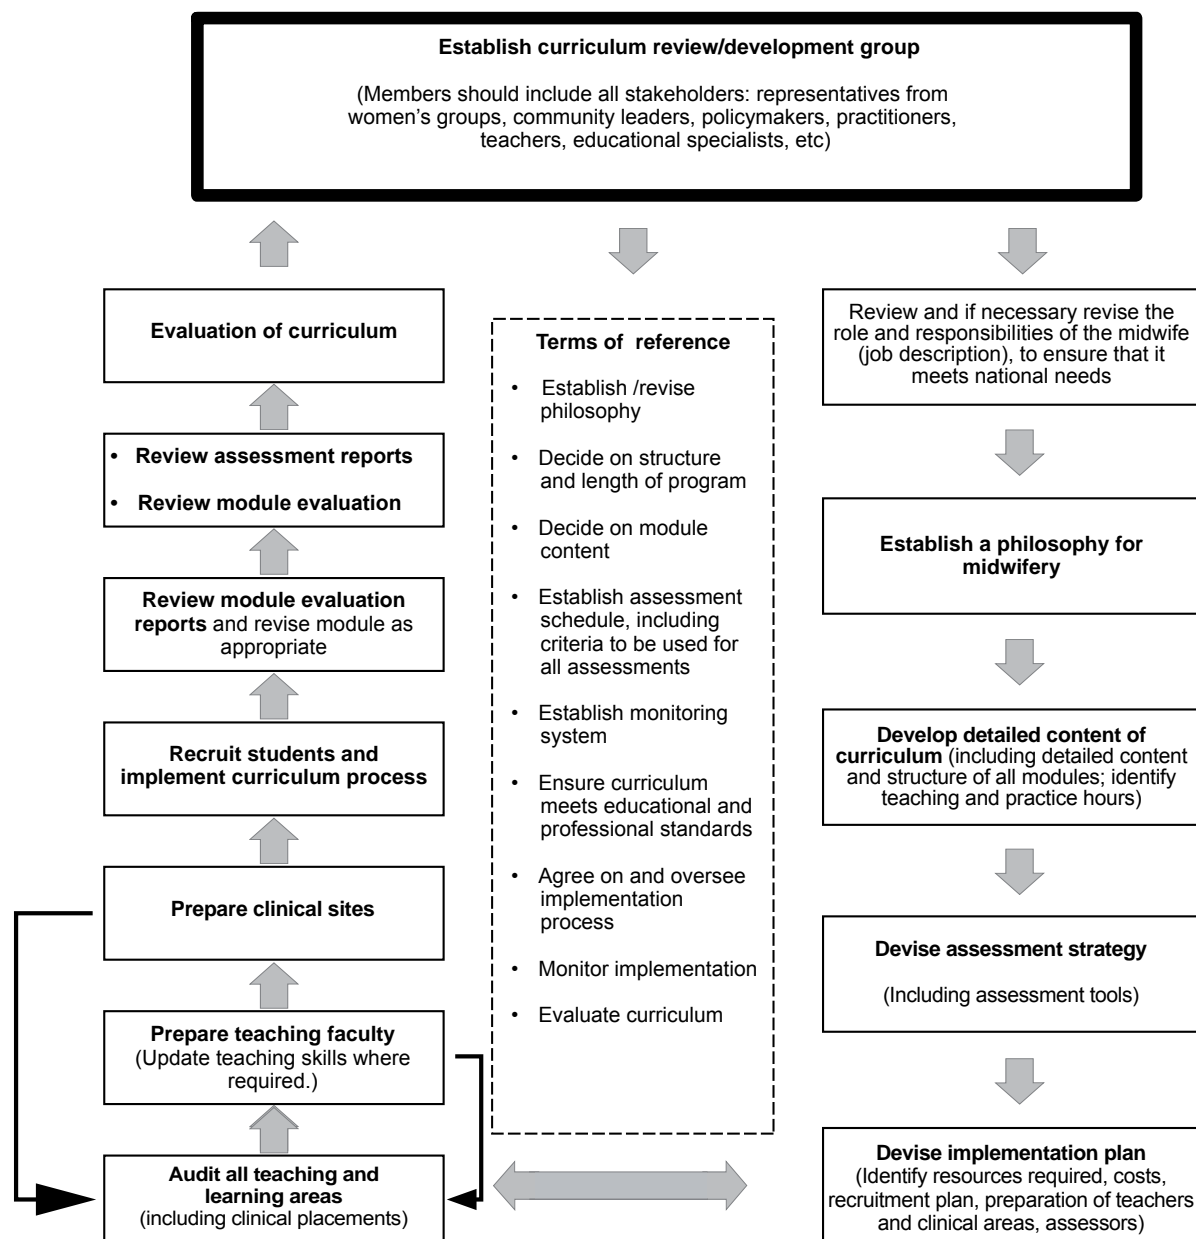 Establish curriculum review/development group
(Members should include all stakeholders: representatives from
women's groups, community leaders, policymakers, practitioners,
teachers, educational specialists, etc)
Evaluation of curriculum
• Review assessment reports
• Review module evaluation
Review module evaluation
reports and revise module as
appropriate
Recruit students and
implement curriculum process
Prepare clinical sites
Prepare teaching faculty
(Update teaching skills where
required.)
Audit all teaching and
learning areas
(including clinical placements)
Terms of reference
• Establish /revise
philosophy
• Decide on structure
and length of program
• Decide on module
content
• Establish assessment
schedule, including
criteria to be used for
all assessments
• Establish monitoring
system
• Ensure curriculum
meets educational and
professional standards
• Agree on and oversee
implementation
process
• Monitor implementation
• Evaluate curriculum
Review and if necessary revise the
role and responsibilities of the midwife
(job description), to ensure that it
meets national needs
Establish a philosophy for
midwifery
Develop detailed content of
curriculum (including detailed content
and structure of all modules; identify
teaching and practice hours)
Devise assessment strategy
(Including assessment tools)
Devise implementation plan
(Identify resources required, costs,
recruitment plan, preparation of teachers
and clinical areas, assessors)